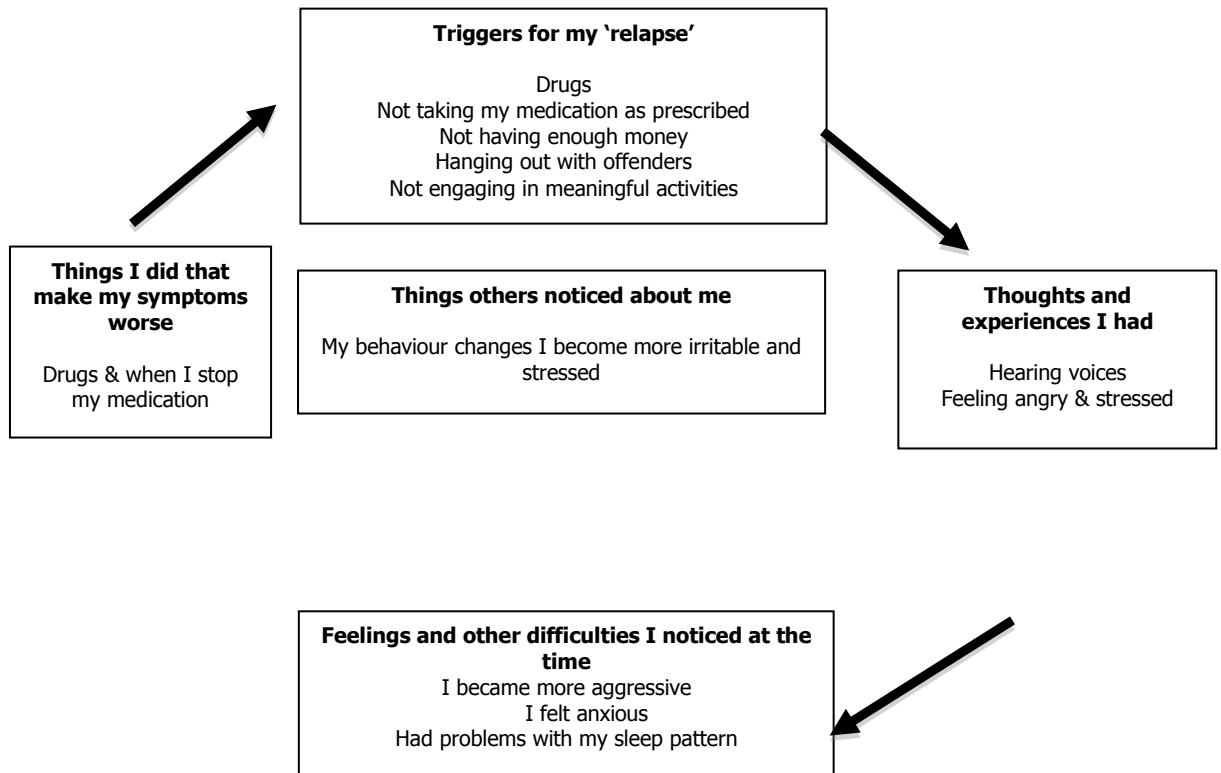 Triggers for my ‘relapse’
Drugs
Not taking my medication as prescribed
Not having enough money
Hanging out with offenders
Not engaging in meaningful activities
Things I did that
make my symptoms
worse
Drugs & when I stop
my medication
Things others noticed about me
My behaviour changes I become more irritable and
stressed
Thoughts and
experiences I had
Hearing voices
Feeling angry & stressed
Feelings and other difficulties I noticed at the
time
I became more aggressive
I felt anxious
Had problems with my sleep pattern